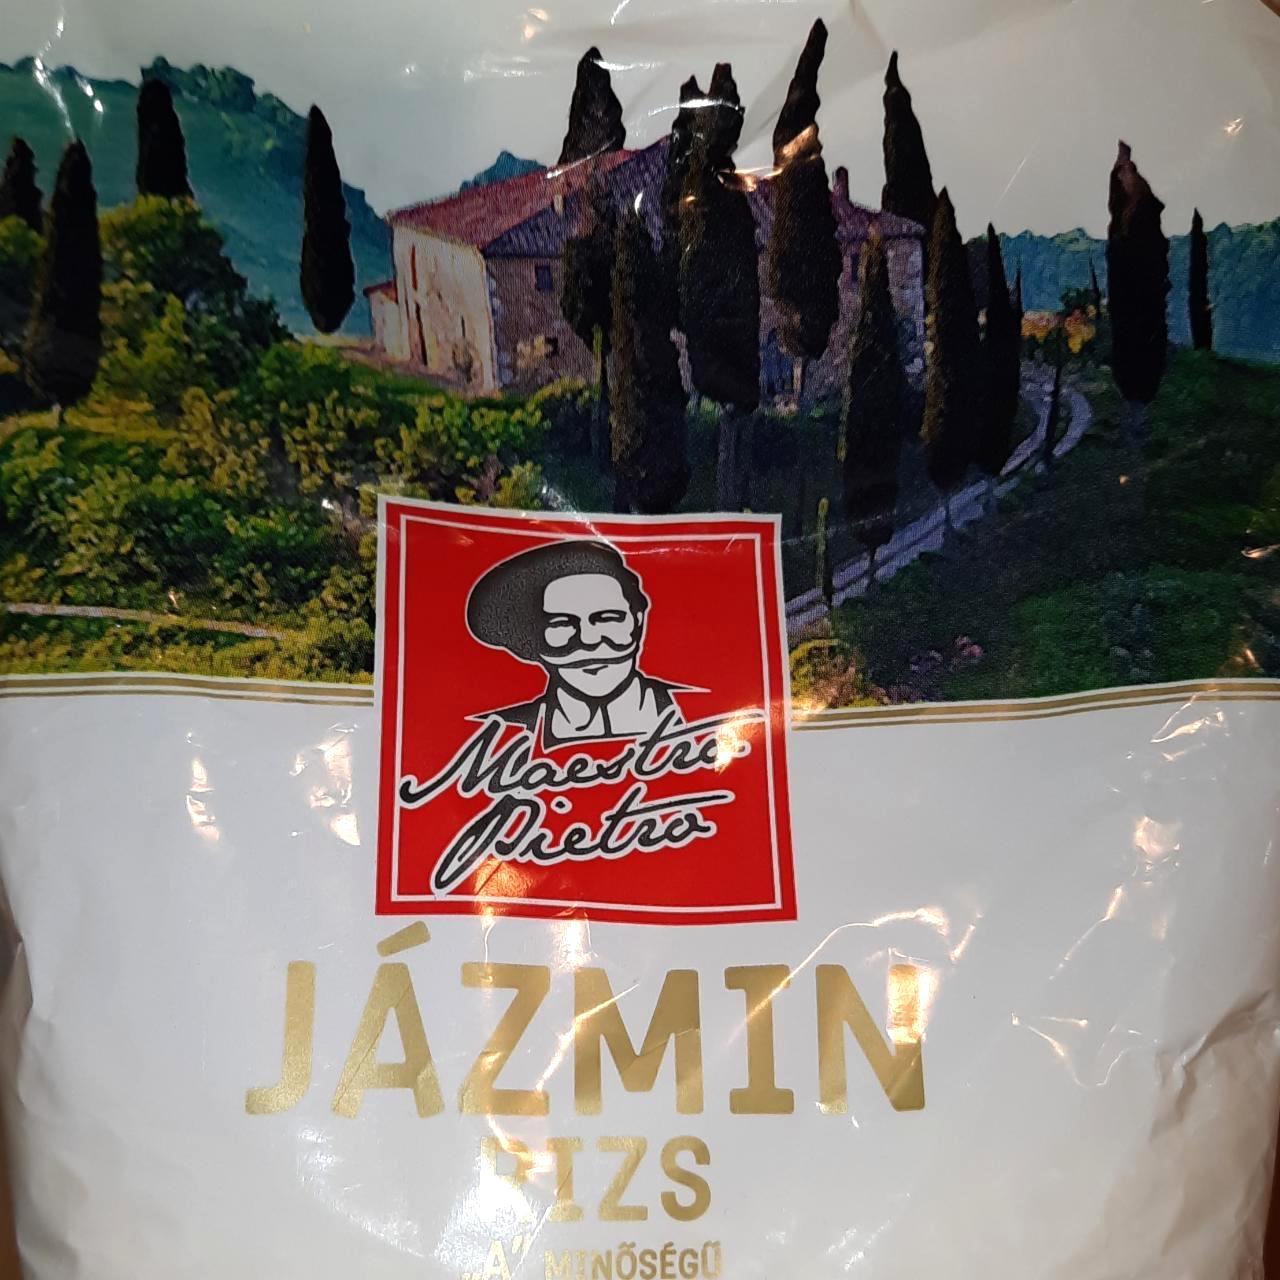 Maestro
Pietro
JÁZMIN
RIZS
„A” MINŐSÉGŰ